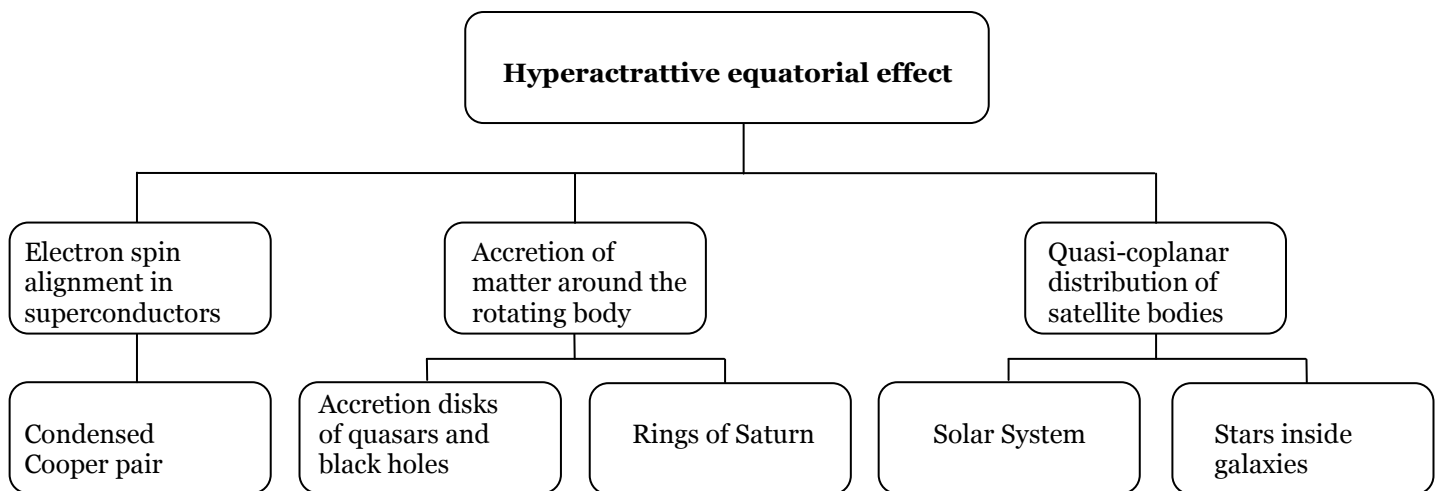 Hyperactrattive equatorial effect
Electron spin
alignment in
superconductors
Accretion of
matter around the
rotating body
Quasi-coplanar
distribution of
satellite bodies
Condensed
Cooper pair
Accretion disks
of quasars and
black holes
Rings of Saturn
Solar System
Stars inside
galaxies